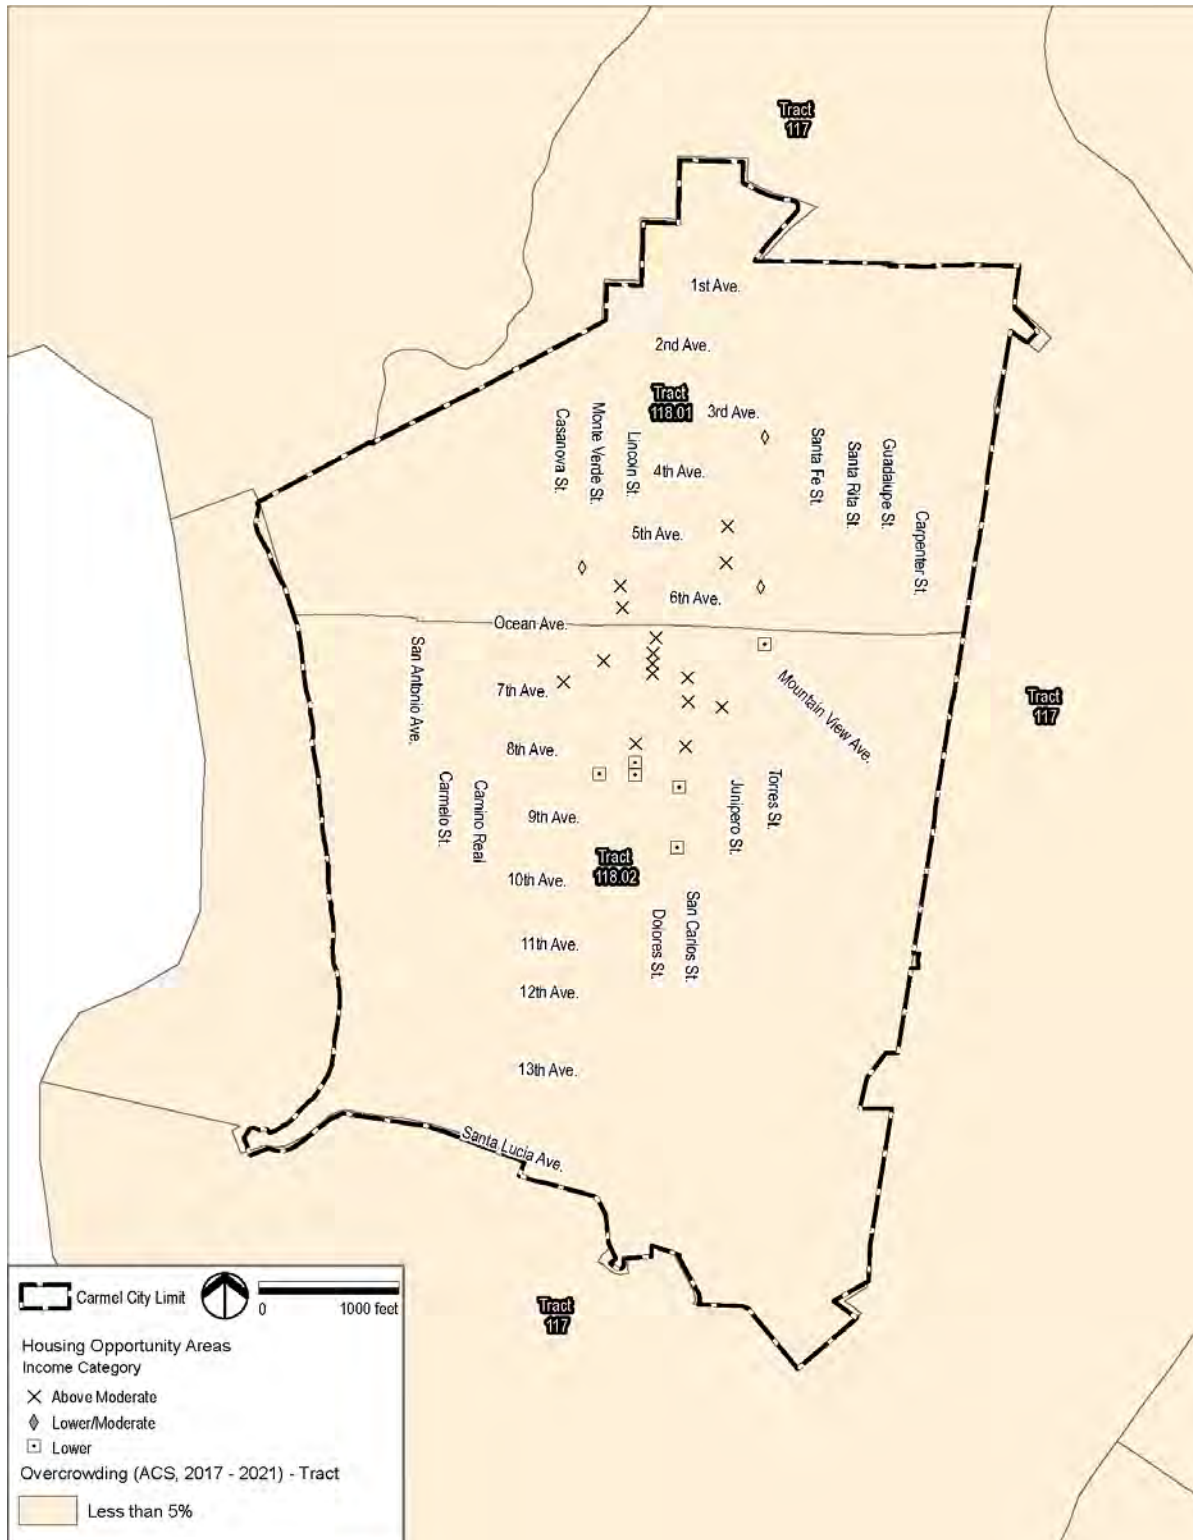 Tract
117
1st Ave.
2nd Ave.
Tract
118.01
3rd Ave.
Casanova St.
Monte Verde St.
Lincoln St.
4th Ave.
Santa Fe St.
Santa Rita St.
Guadalupe St.
Carpenter St.
5th Ave.
6th Ave.
Ocean Ave.
San Antonio Ave.
7th Ave.
Mountain View Ave.
Tract
117
8th Ave.
Carmelo St.
Camino Real
Junipero St.
Torres St.
9th Ave.
Tract
118.02
10th Ave.
Dolores St.
San Carlos St.
11th Ave.
12th Ave.
13th Ave.
Santa Lucia Ave.
Tract
117
Carmel City Limit
0 1000 feet
Housing Opportunity Areas
Income Category
Above Moderate
Lower/Moderate
Lower
Overcrowding (ACS, 2017 - 2021) - Tract
Less than 5%